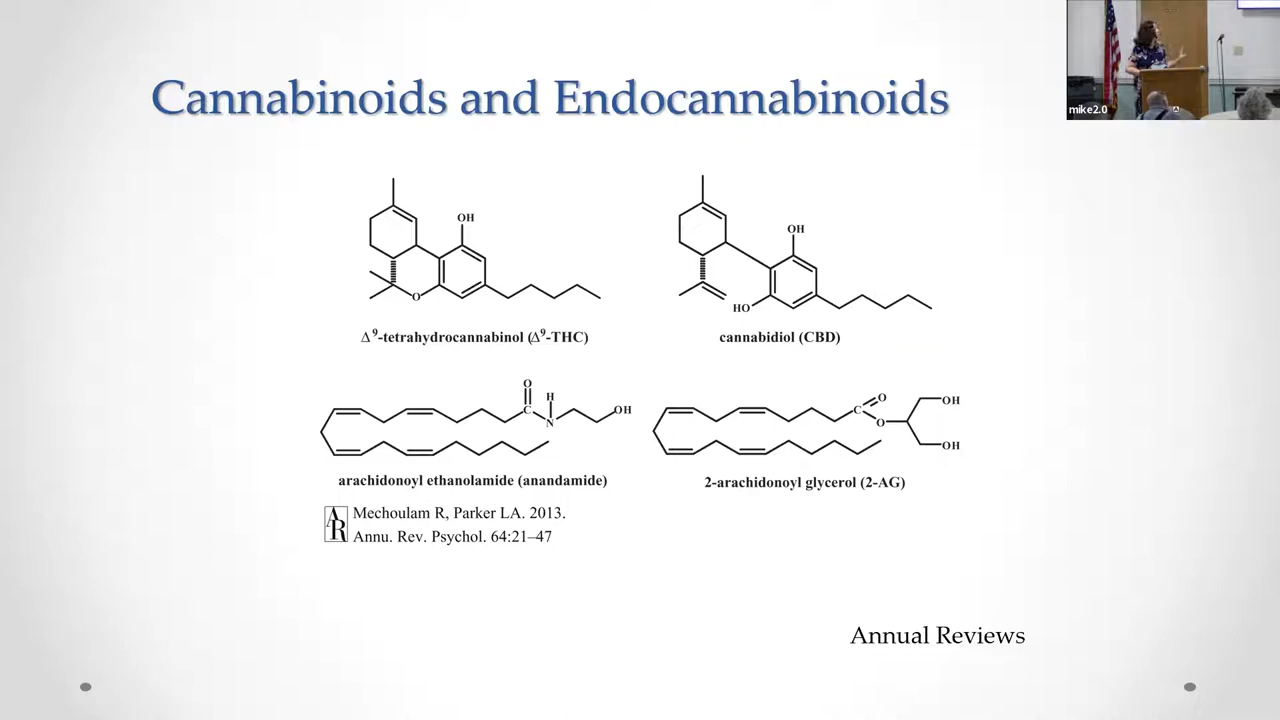 Cannabinoids and Endocannabinoids
mike2.0
OH
O
Δ9-tetrahydrocannabinol (Δ9-THC)
OH
HO
cannabidiol (CBD)
O
C
H
N
OH
arachidonoyl ethanolamide (anandamide)
C
O
O
OH
OH
2-arachidonoyl glycerol (2-AG)
AR
Mechoulam R, Parker LA. 2013.
Annu. Rev. Psychol. 64:21–47
Annual Reviews